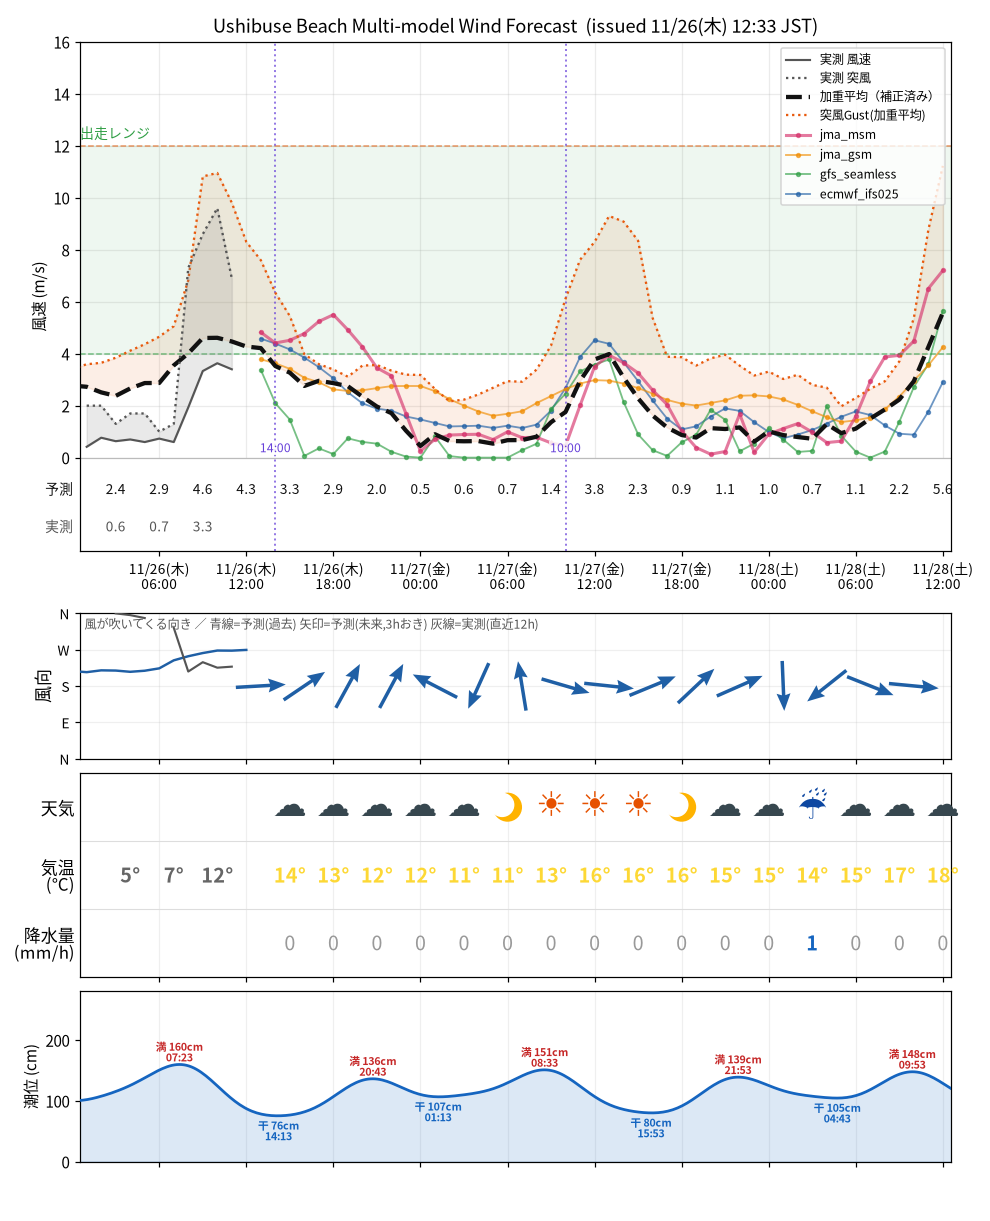 Ushibuse Beach Multi-model Wind Forecast (issued 11/26(木) 12:33 JST)
16
14
12
10
8
6
4
2
0
風速 (m/s)
出走レンジ
実測 風速
実測 突風
加重平均（補正済み）
突風Gust(加重平均)
jma_msm
jma_gsm
gfs_seamless
ecmwf_ifs025
14:00
10:00
予測 2.4 2.9 4.6 4.3 3.3 2.9 2.0 0.5 0.6 0.7 1.4 3.8 2.3 0.9 1.1 1.0 0.7 1.1 2.2 5.6
実測 0.6 0.7 3.3
11/26(木) 11/26(木) 11/26(木) 11/27(金) 11/27(金) 11/27(金) 11/27(金) 11/28(土) 11/28(土) 11/28(土)
06:00 12:00 18:00 00:00 06:00 12:00 18:00 00:00 06:00 12:00
風向
N
W
S
E
N
風が吹いてくる向き ／ 青線=予測(過去) 矢印=予測(未来,3hおき) 灰線=実測(直近12h)
天気
気温
(°C)
5° 7° 12° 14° 13° 12° 12° 11° 11° 13° 16° 16° 16° 15° 15° 14° 15° 17° 18°
降水量
(mm/h)
0 0 0 0 0 0 0 0 0 0 0 0 1 0 0 0
潮位 (cm)
200
100
0
満 160cm
07:23
干 76cm
14:13
満 136cm
20:43
干 107cm
01:13
満 151cm
08:33
干 80cm
15:53
満 139cm
21:53
干 105cm
04:43
満 148cm
09:53